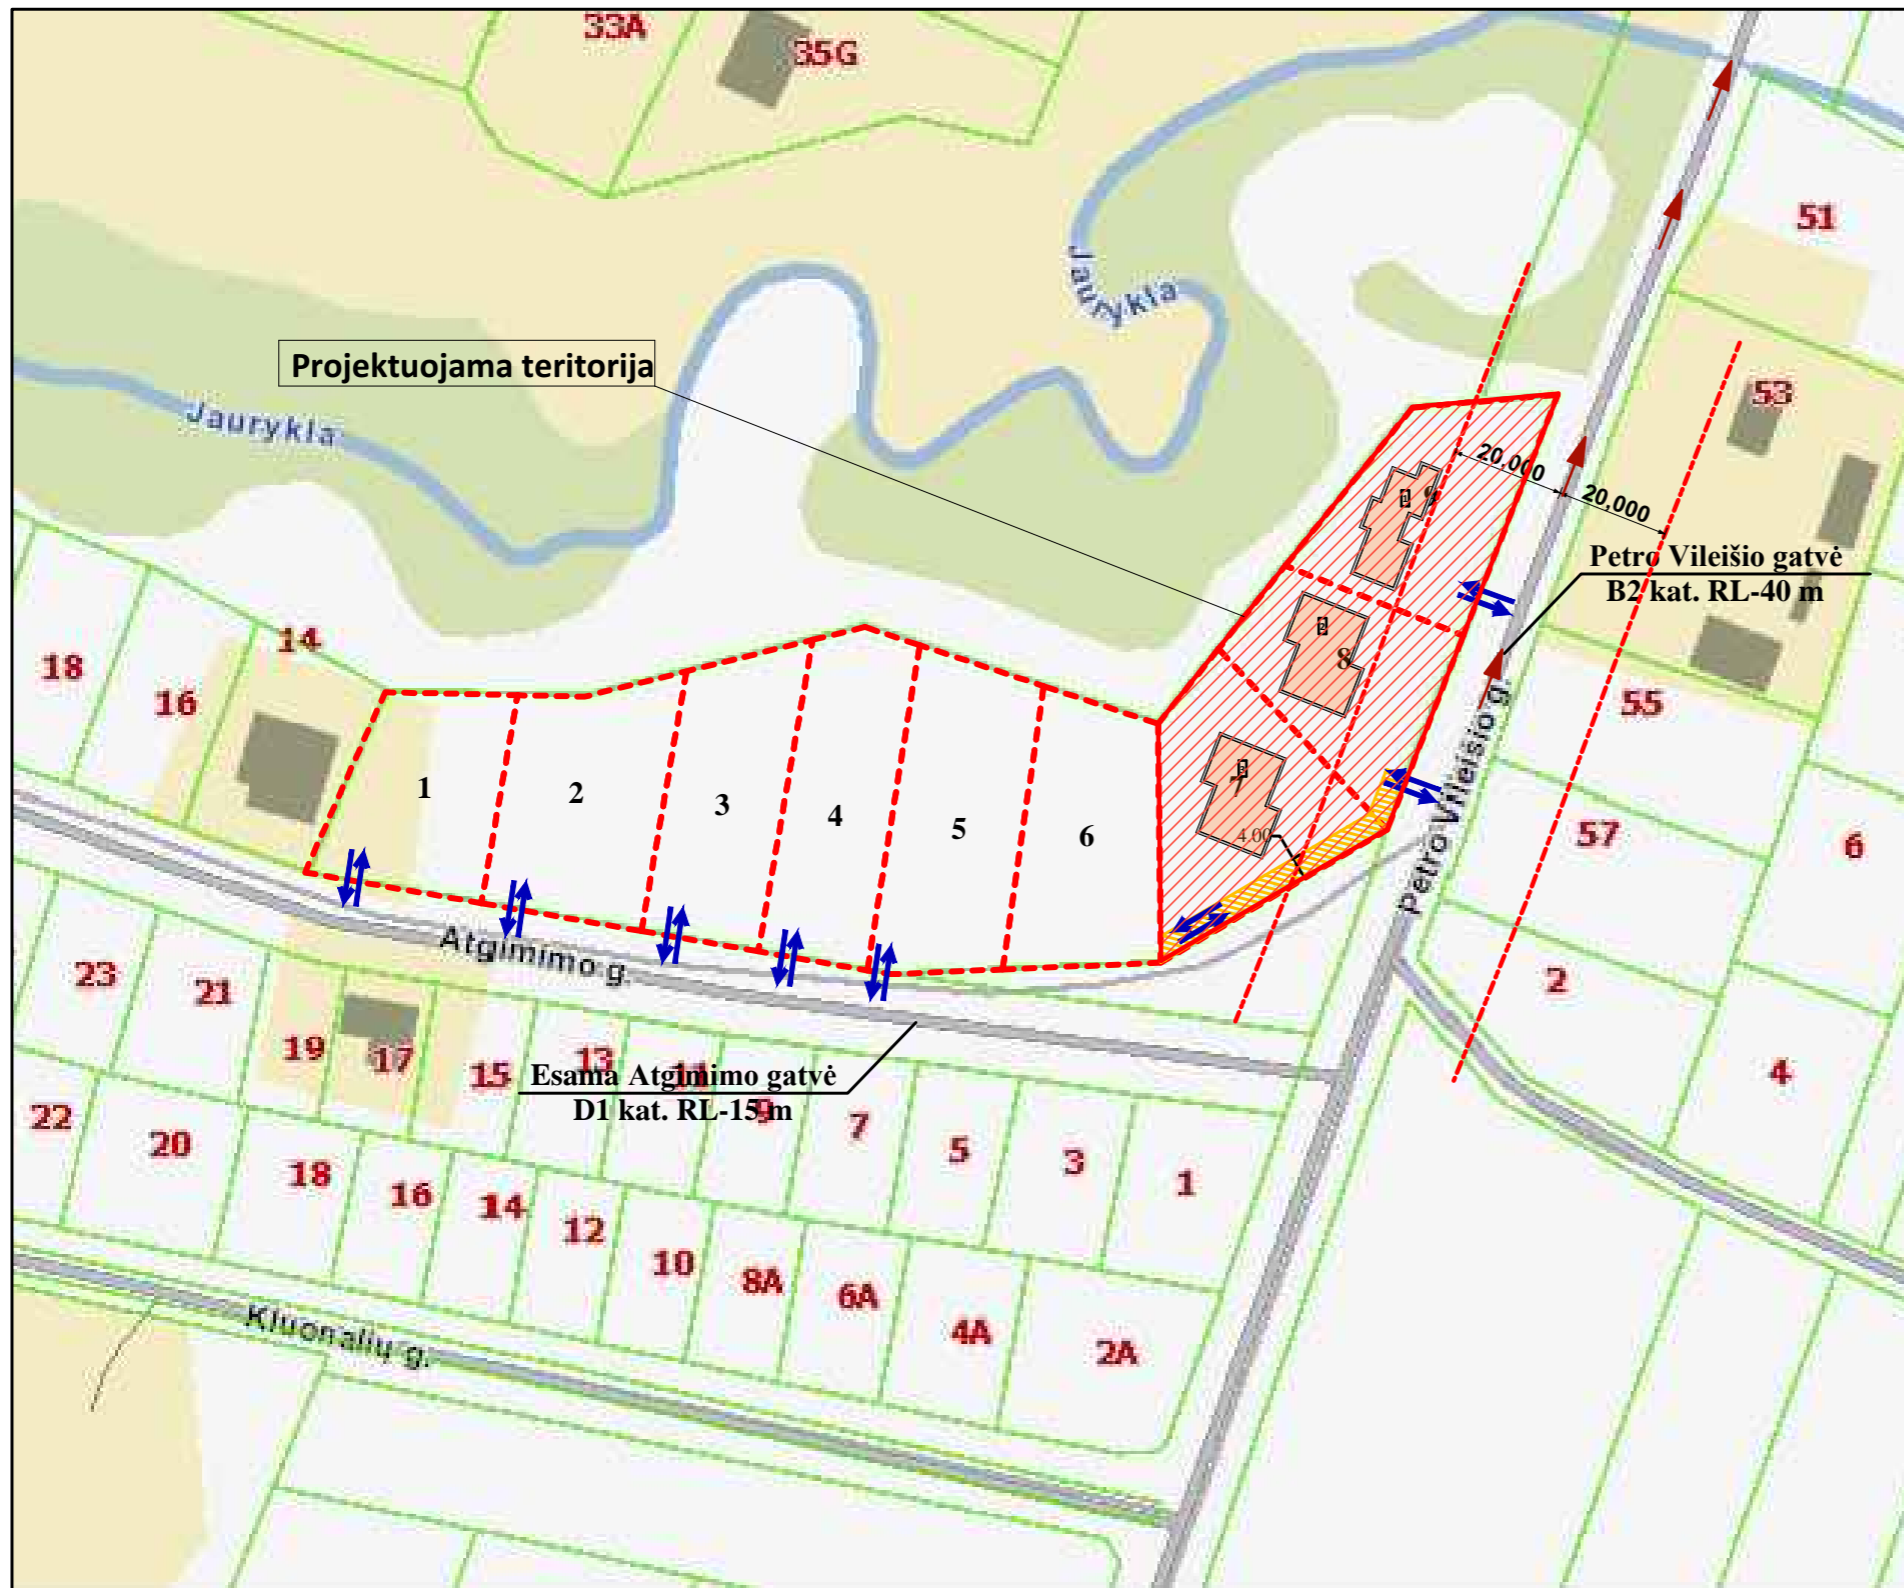 33A
35G
51
Jaurykla
Projektuojama teritorija
53
Jaurykla
20,000
20,000
9
Petro Vileišio gatvė
B2 kat. RL-40 m
14
18
16
8
55
Petro Vileišio g.
1
2
3
4
5
6
7
4.00
57
6
Atgimimo g.
23
21
19
17
15
13
11
9
7
5
3
1
2
4
Esama Atgimimo gatvė
D1 kat. RL-15 m
22
20
18
16
14
12
10
8A
6A
4A
2A
Kluonalių g.